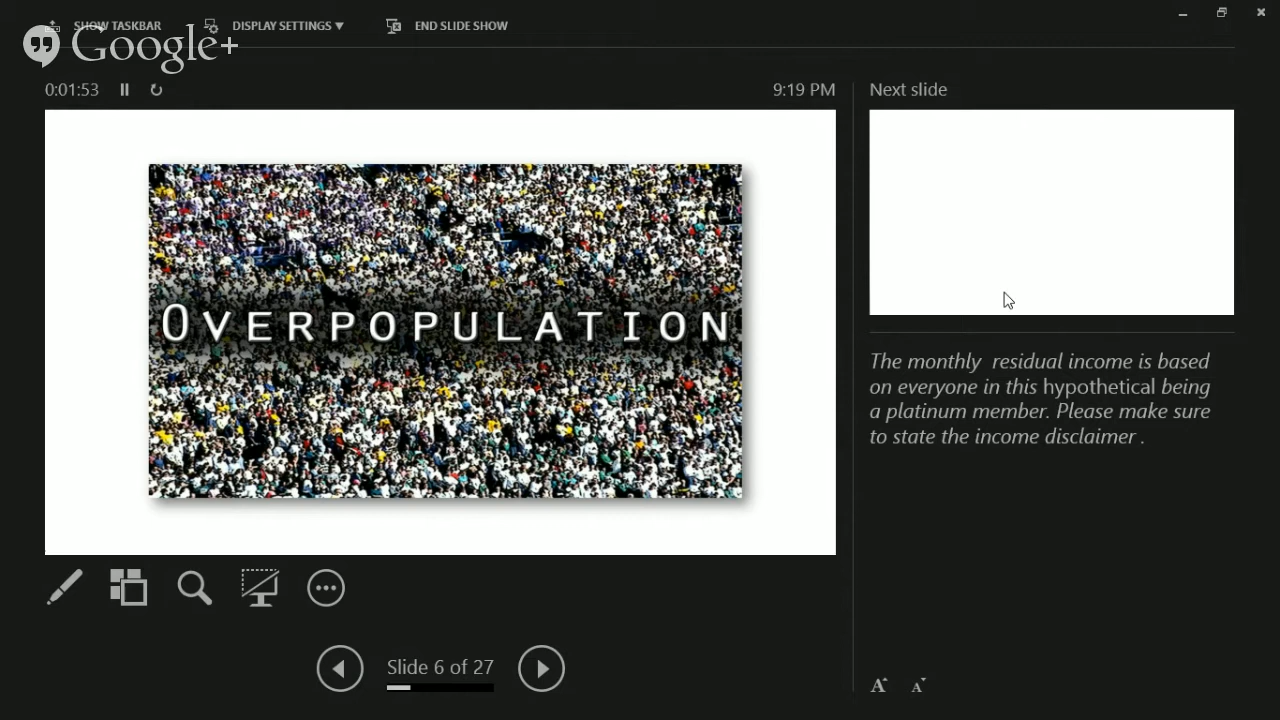 SHOW TASKBAR DISPLAY SETTINGS ▼ END SLIDE SHOW
Google+
0:01:53 9:19 PM Next slide
OVERPOPULATION
The monthly residual income is based
on everyone in this hypothetical being
a platinum member. Please make sure
to state the income disclaimer .
Slide 6 of 27
A A